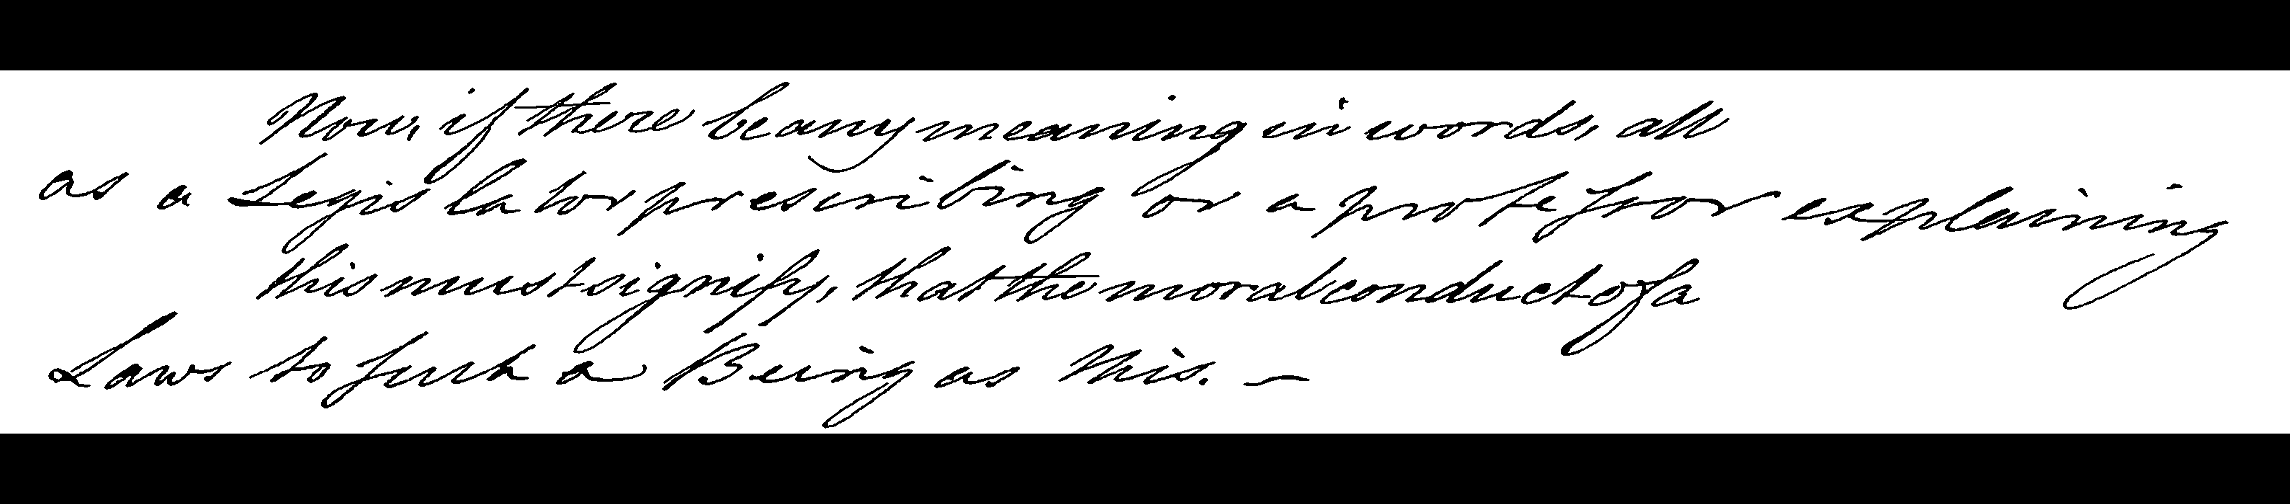 Now, if there be any meaning in words, all
as a Legislator prescribing or a professor explaining
this must signify, that the moral conduct of a
Laws to such a Being as this. –